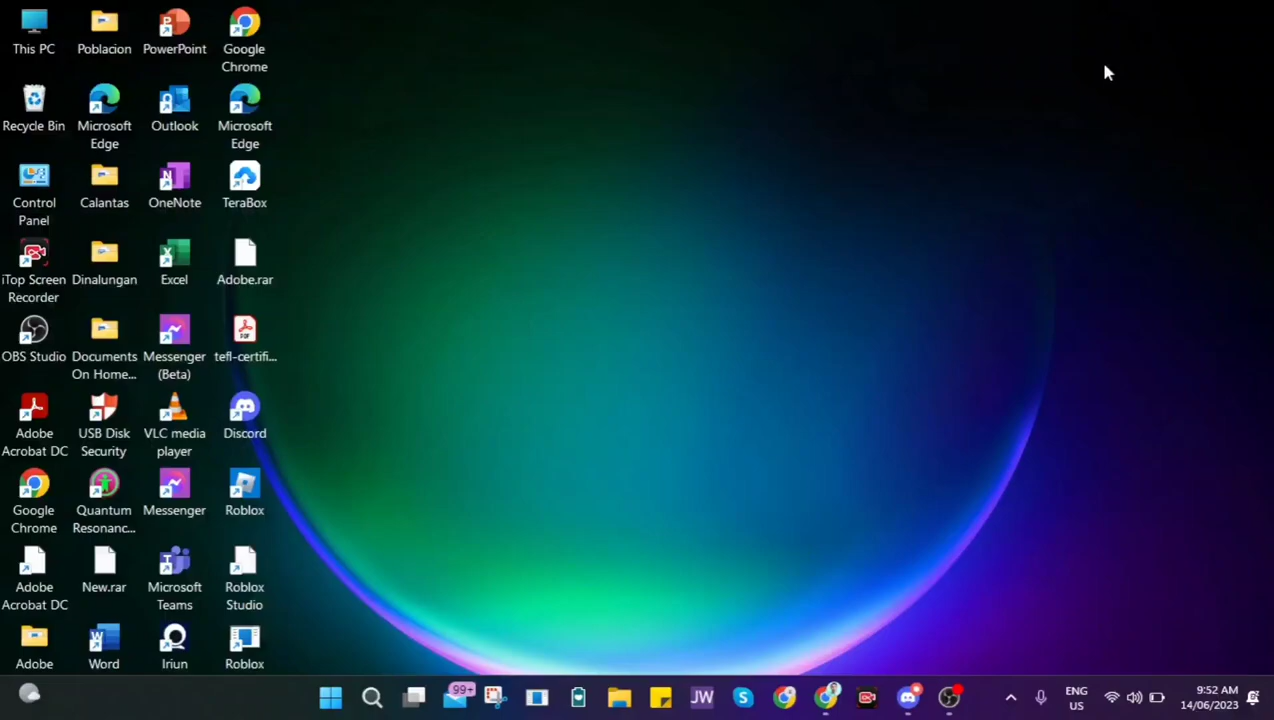 This PC
Poblacion
PowerPoint
Google
Chrome
Recycle Bin
Microsoft
Edge
Outlook
Microsoft
Edge
Control
Panel
Calantas
OneNote
TeraBox
iTop Screen
Recorder
Dinalungan
Excel
Adobe.rar
OBS Studio
Documents
On Home...
Messenger
(Beta)
PDF
tefl-certifi...
Adobe
Acrobat DC
USB Disk
Security
VLC media
player
Discord
Google
Chrome
Quantum
Resonanc...
Messenger
Roblox
Adobe
Acrobat DC
New.rar
Microsoft
Teams
Roblox
Studio
Adobe
Word
Iriun
Roblox
99+
JW
ENG
US
9:52 AM
14/06/2023